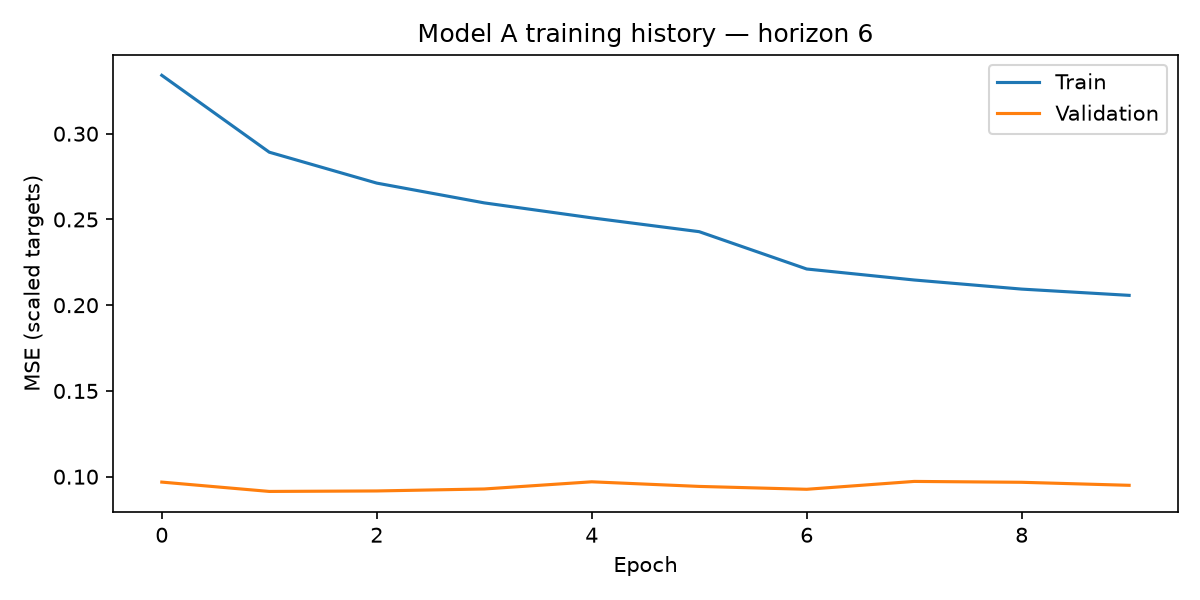 Model A training history — horizon 6
Train
Validation
MSE (scaled targets)
0.30
0.25
0.20
0.15
0.10
0 2 4 6 8
Epoch